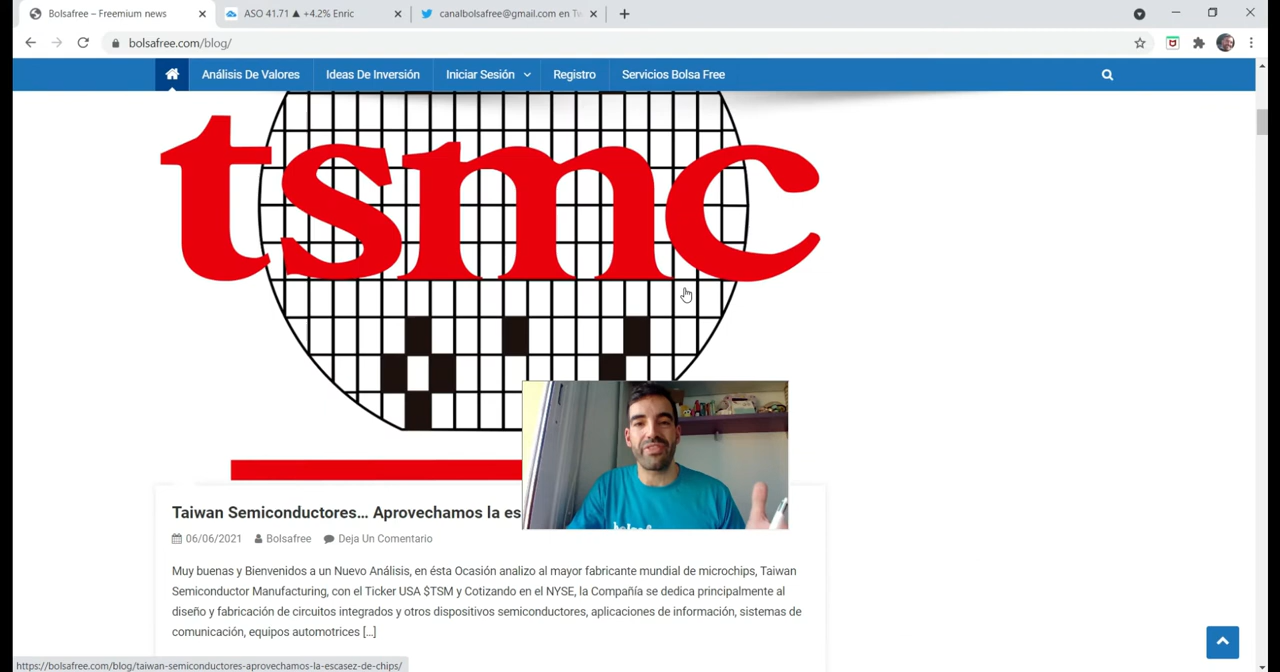 Bolsafree – Freemium news
ASO 41.71 ▲ +4.2% Enric
canalbolsafree@gmail.com en Tw
bolsafree.com/blog/
Análisis De Valores
Ideas De Inversión
Iniciar Sesión
Registro
Servicios Bolsa Free
tsmc
Taiwan Semiconductores… Aprovechamos la es
06/06/2021 Bolsafree Deja Un Comentario
Muy buenas y Bienvenidos a un Nuevo Análisis, en ésta Ocasión analizo al mayor fabricante mundial de microchips, Taiwan
Semiconductor Manufacturing, con el Ticker USA $TSM y Cotizando en el NYSE, la Compañía se dedica principalmente al
diseño y fabricación de circuitos integrados y otros dispositivos semiconductores, aplicaciones de información, sistemas de
comunicación, equipos automotrices […]
https://bolsafree.com/blog/taiwan-semiconductores-aprovechamos-la-escasez-de-chips/